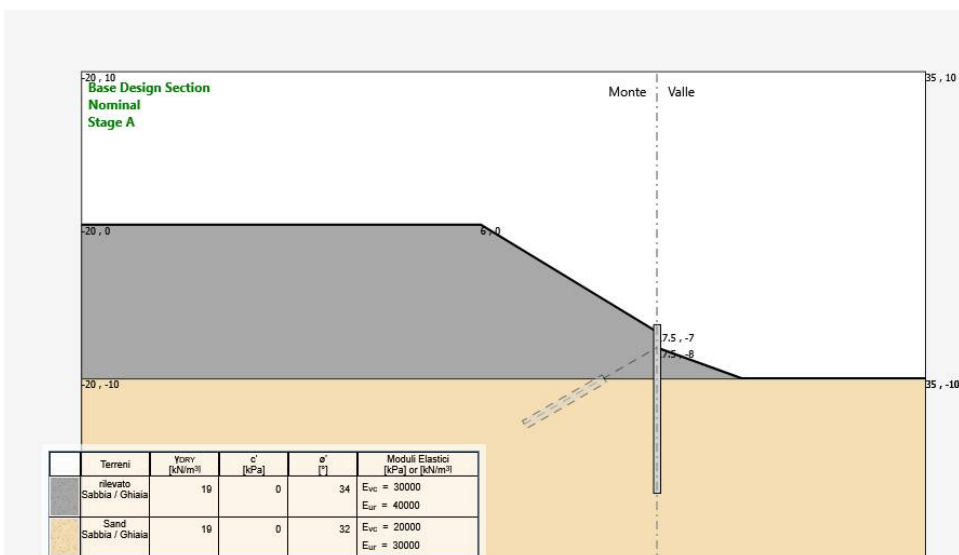 -20 , 10
35 , 10
Base Design Section
Nominal
Stage A
Monte
Valle
-20 , 0
6 , 0
7.5 , -7
7.5 , -8
-20 , -10
35 , -10
Terreni γDRY [kN/m³] c' [kPa] ø' [°] Moduli Elastici [kPa] or [kN/m³]
rilevato
Sabbia / Ghiaia 19 0 34 Evc = 30000
Eur = 40000
Sand
Sabbia / Ghiaia 19 0 32 Evc = 20000
Eur = 30000